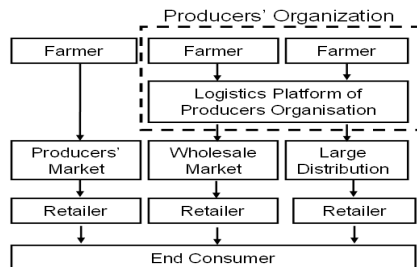 Producers' Organization
Farmer
Farmer
Farmer
Logistics Platform of
Producers Organisation
Producers'
Market
Wholesale
Market
Large
Distribution
Retailer
Retailer
Retailer
End Consumer